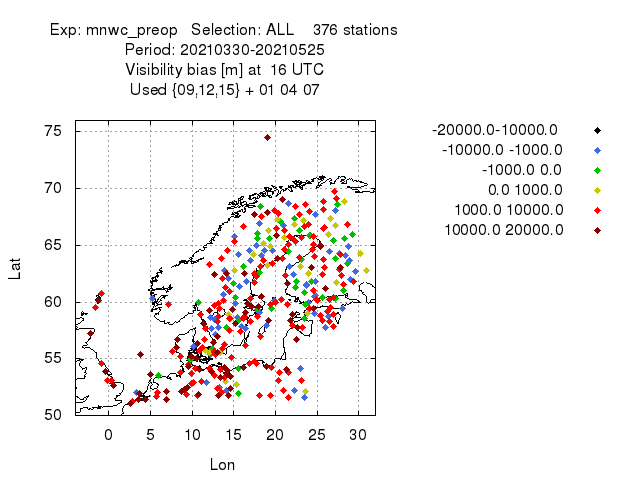 Exp: mnwc_preop   Selection: ALL    376 stations
Period: 20210330-20210525
Visibility bias [m] at  16 UTC
Used {09,12,15} + 01 04 07
-20000.0-10000.0
-10000.0 -1000.0
-1000.0 0.0
0.0 1000.0
1000.0 10000.0
10000.0 20000.0
75
70
65
60
55
50
Lat
0 5 10 15 20 25 30
Lon